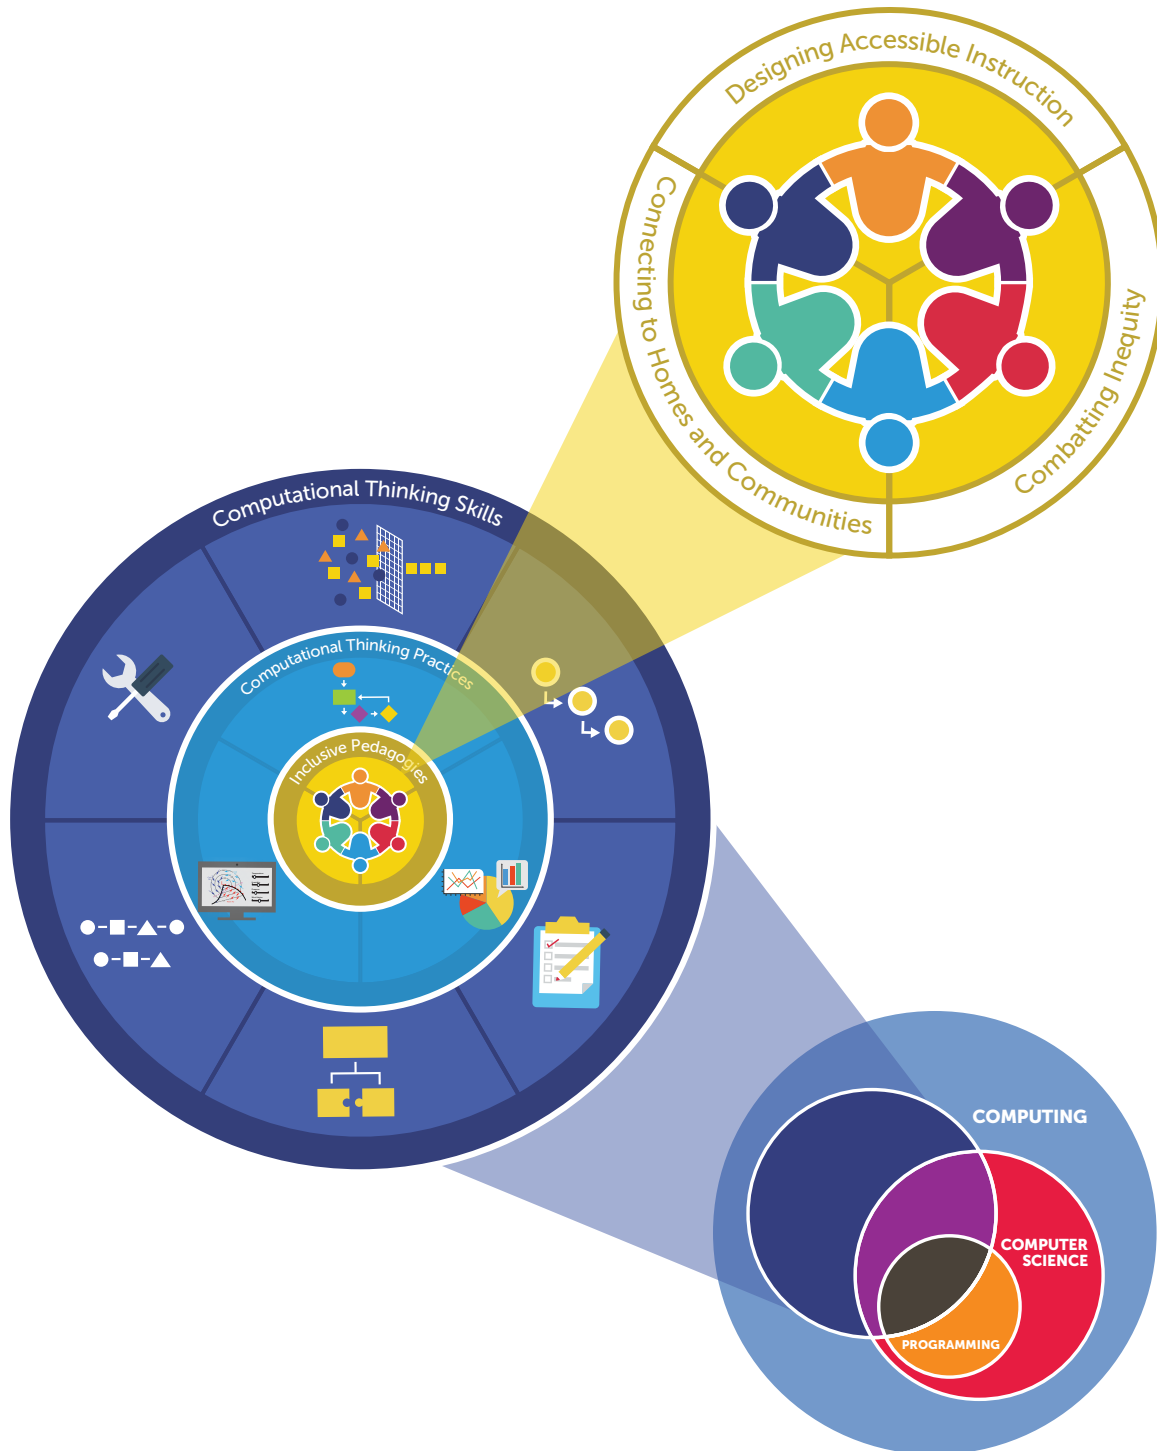 Designing Accessible Instruction
Connecting to Homes and Communities
Combatting Inequity
Computational Thinking Skills
Computational Thinking Practices
Inclusive Pedagogies
COMPUTING
COMPUTER
SCIENCE
PROGRAMMING